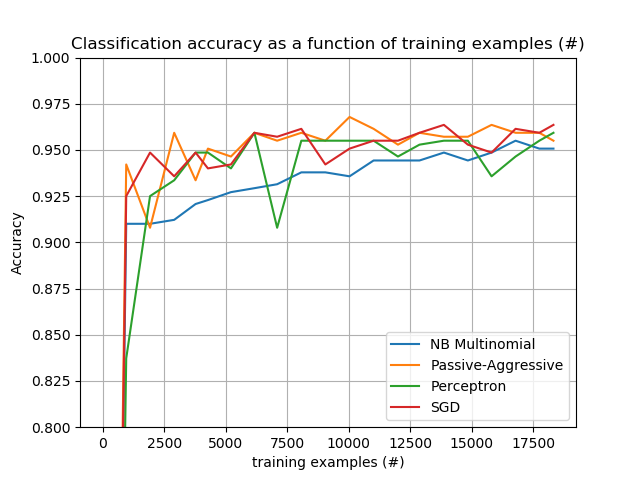 Classification accuracy as a function of training examples (#)
1.000
0.975
0.950
0.925
0.900
0.875
0.850
0.825
0.800
Accuracy
NB Multinomial
Passive-Aggressive
Perceptron
SGD
0 2500 5000 7500 10000 12500 15000 17500
training examples (#)